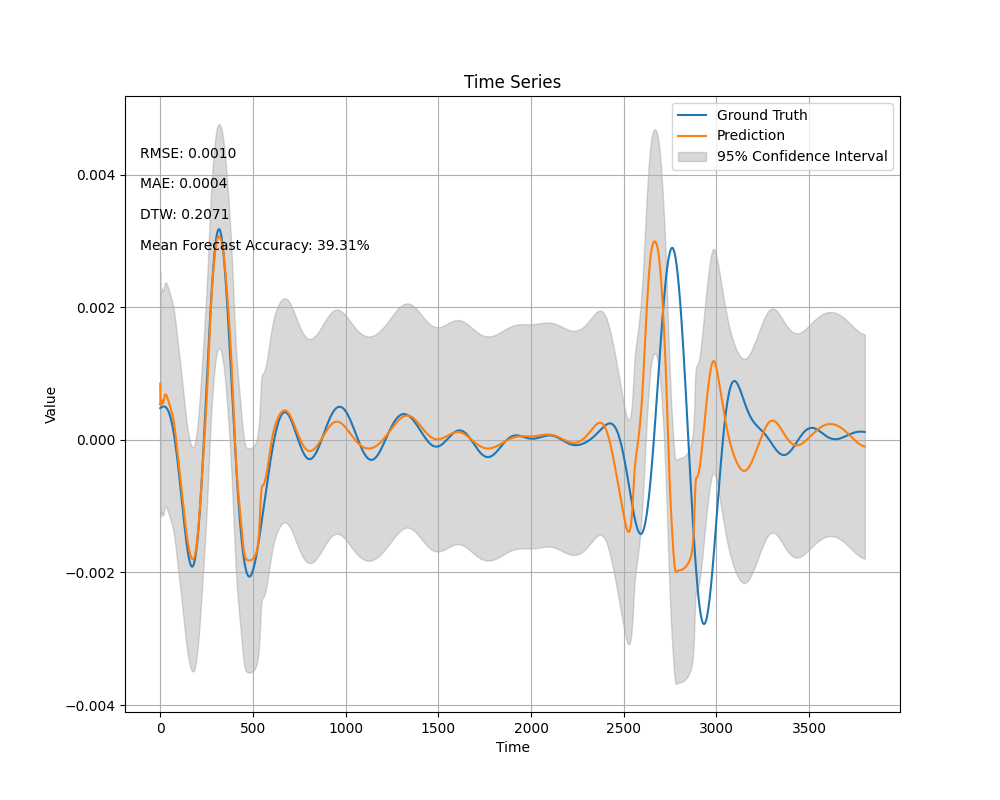 Time Series
Ground Truth
Prediction
95% Confidence Interval
RMSE: 0.0010
MAE: 0.0004
DTW: 0.2071
Mean Forecast Accuracy: 39.31%
0.004
0.002
0.000
−0.002
−0.004
Value
0 500 1000 1500 2000 2500 3000 3500
Time